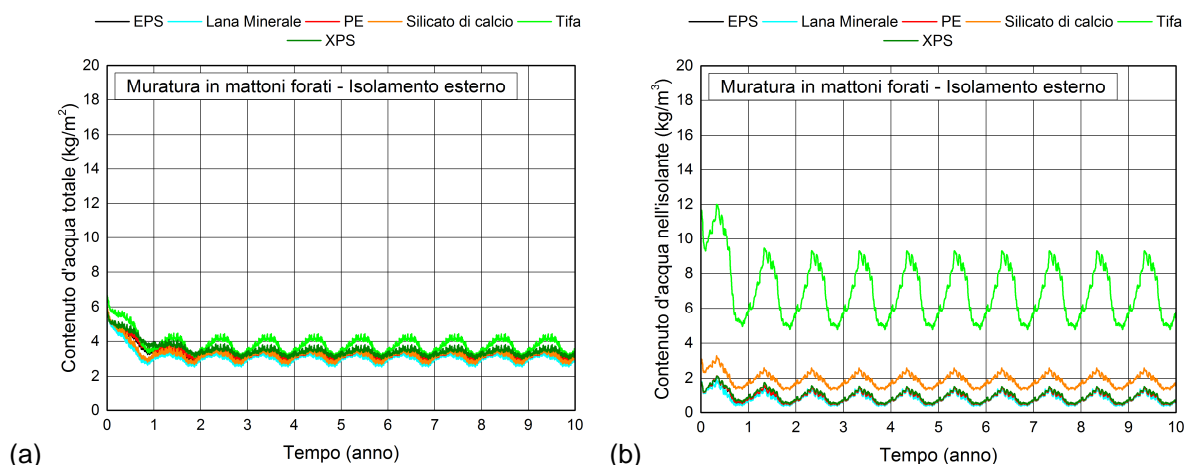 EPS Lana Minerale PE Silicato di calcio Tifa
XPS
Muratura in mattoni forati - Isolamento esterno
Contenuto d'acqua totale (kg/m²)
20
18
16
14
12
10
8
6
4
2
0
0 1 2 3 4 5 6 7 8 9 10
Tempo (anno)
(a)
EPS Lana Minerale PE Silicato di calcio Tifa
XPS
Muratura in mattoni forati - Isolamento esterno
Contenuto d'acqua nell'isolante (kg/m³)
20
18
16
14
12
10
8
6
4
2
0
0 1 2 3 4 5 6 7 8 9 10
Tempo (anno)
(b)